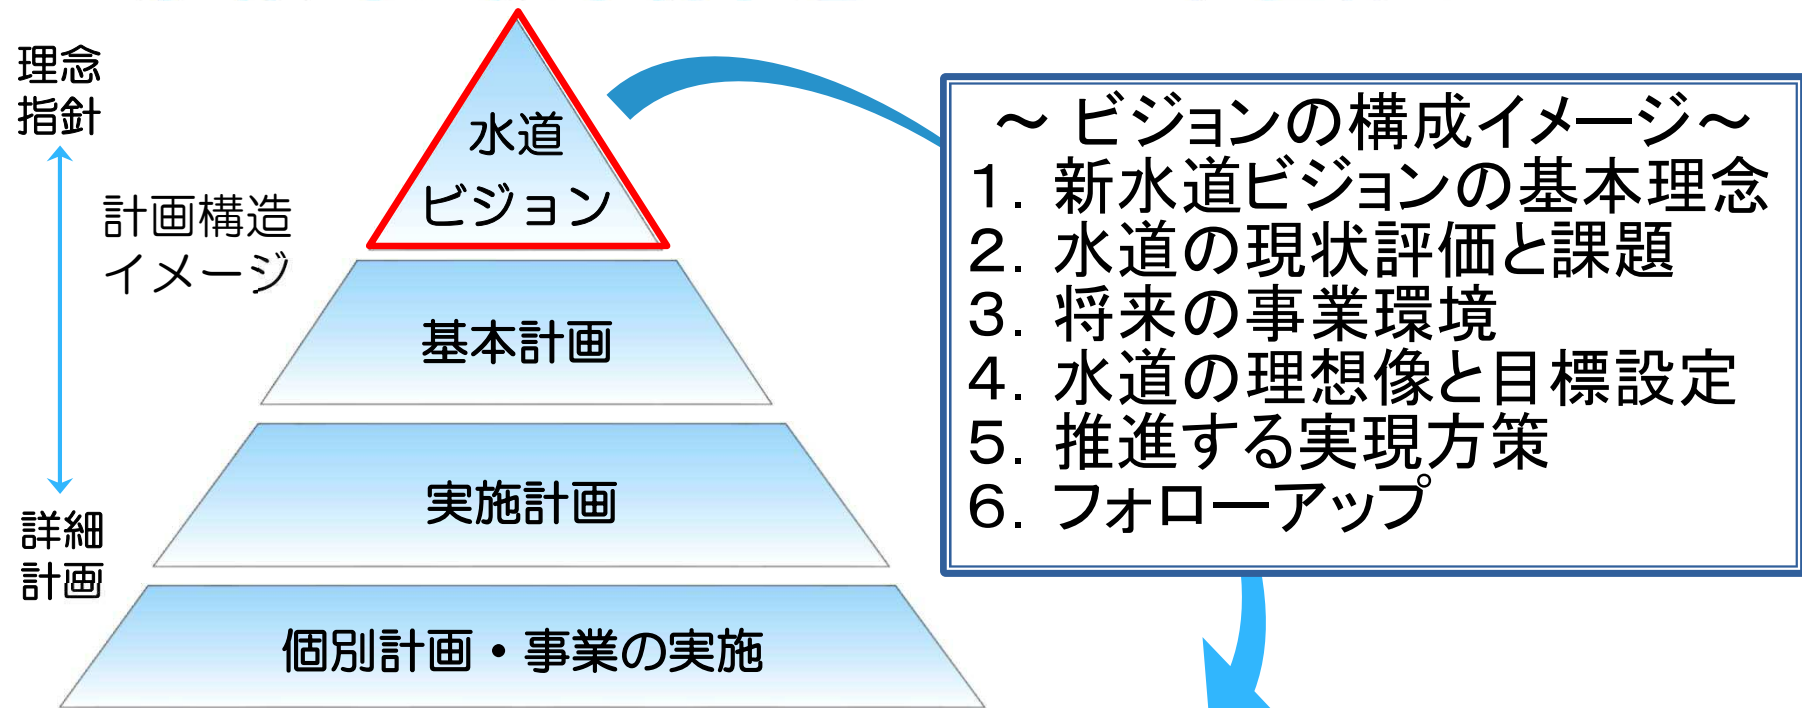 理念
指針
計画構造
イメージ
詳細
計画
水道
ビジョン
基本計画
実施計画
個別計画・事業の実施
～ ビジョンの構成イメージ～
１．新水道ビジョンの基本理念
２．水道の現状評価と課題
３．将来の事業環境
４．水道の理想像と目標設定
５．推進する実現方策
６．フォローアップ